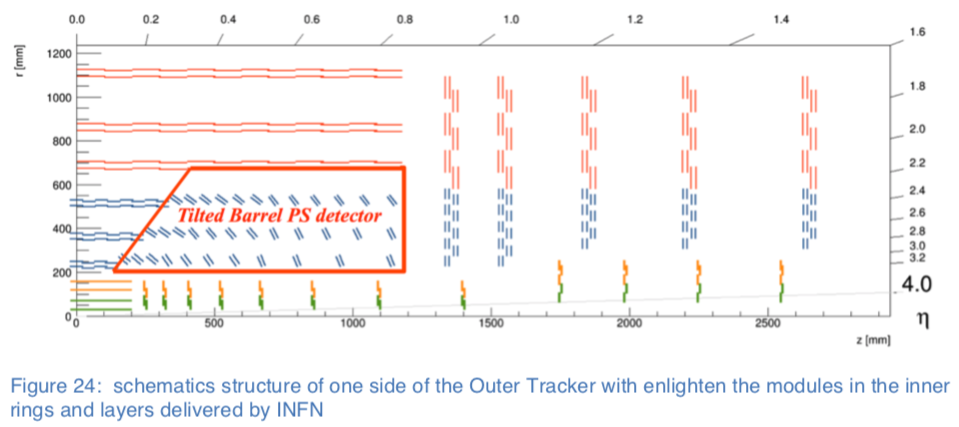 0.0 0.2 0.4 0.6 0.8 1.0 1.2 1.4
1.6
r [mm]
1200
1000
800
600
400
200
0
1.8
2.0
2.2
2.4
2.6
2.8
3.0
3.2
4.0
η
Tilted Barrel PS detector
0 500 1000 1500 2000 2500
z [mm]
Figure 24: schematics structure of one side of the Outer Tracker with enlighten the modules in the inner
rings and layers delivered by INFN